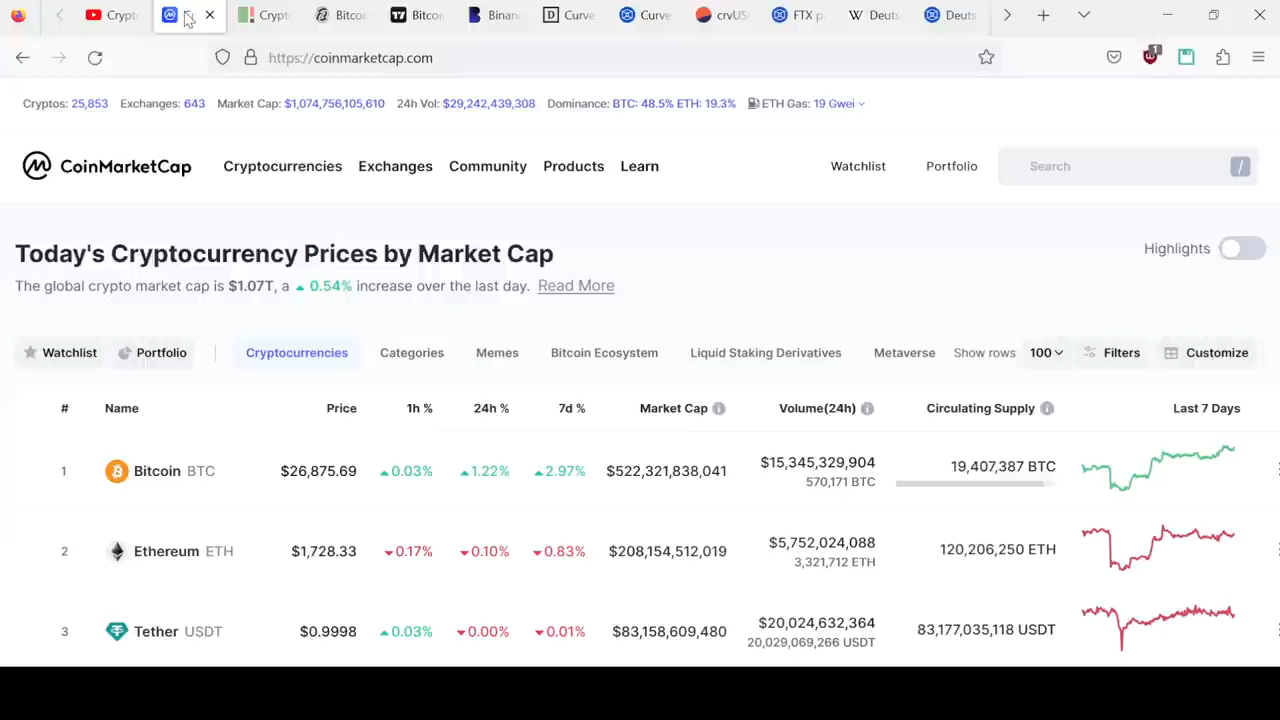 Crypt
Crypt
Bitco
Bitcoi
Binan
Curve
Curve
crvUS
FTX p
Deuts
Deuts
1
https://coinmarketcap.com
Cryptos: 25,853 Exchanges: 643 Market Cap: $1,074,756,105,610 24h Vol: $29,242,439,308 Dominance: BTC: 48.5% ETH: 19.3% ETH Gas: 19 Gwei
CoinMarketCap Cryptocurrencies Exchanges Community Products Learn Watchlist Portfolio Search /
Today's Cryptocurrency Prices by Market Cap
Highlights
The global crypto market cap is $1.07T, a 0.54% increase over the last day. Read More
Watchlist Portfolio Cryptocurrencies Categories Memes Bitcoin Ecosystem Liquid Staking Derivatives Metaverse Show rows 100 Filters Customize
# Name Price 1h % 24h % 7d % Market Cap Volume(24h) Circulating Supply Last 7 Days
1 Bitcoin BTC $26,875.69 0.03% 1.22% 2.97% $522,321,838,041 $15,345,329,904 19,407,387 BTC
570,171 BTC
2 Ethereum ETH $1,728.33 0.17% 0.10% 0.83% $208,154,512,019 $5,752,024,088 120,206,250 ETH
3,321,712 ETH
3 Tether USDT $0.9998 0.03% 0.00% 0.01% $83,158,609,480 $20,024,632,364 83,177,035,118 USDT
20,029,069,266 USDT